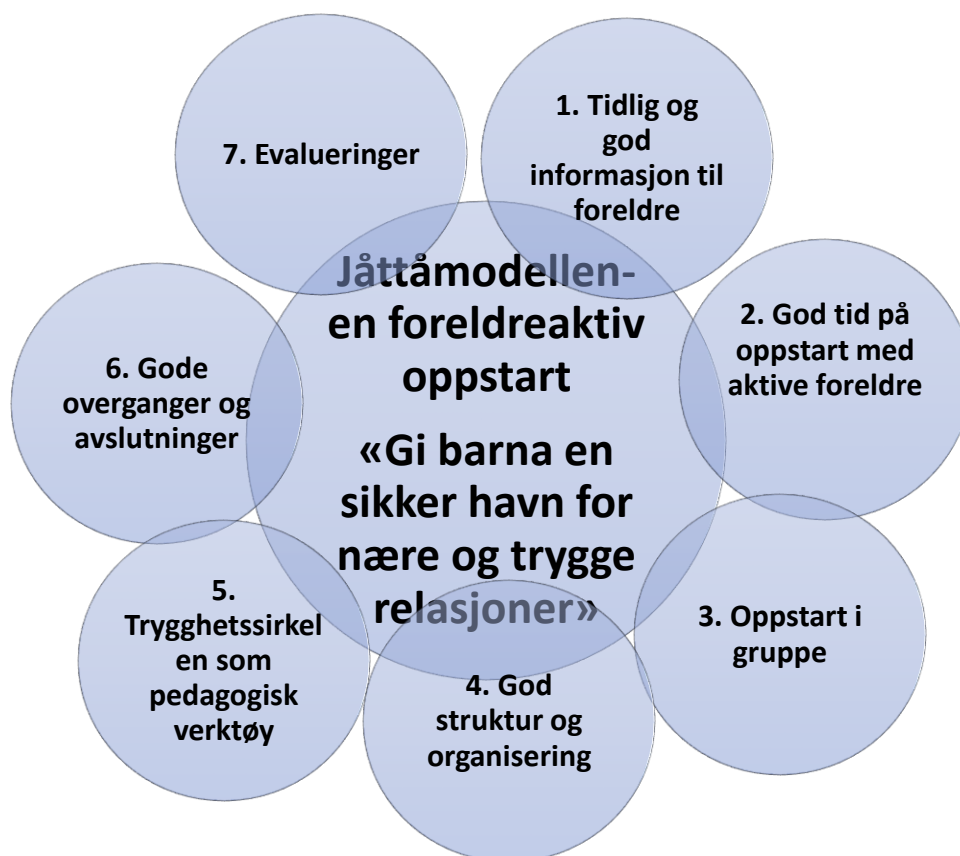 Jåttåmodellen-
en foreldreaktiv
oppstart
«Gi barna en
sikker havn for
nære og trygge
relasjoner»
1. Tidlig og
god
informasjon til
foreldre
2. God tid på
oppstart med
aktive foreldre
3. Oppstart i
gruppe
4. God
struktur og
organisering
5.
Trygghetssirkel
en som
pedagogisk
verktøy
6. Gode
overganger og
avslutninger
7. Evalueringer